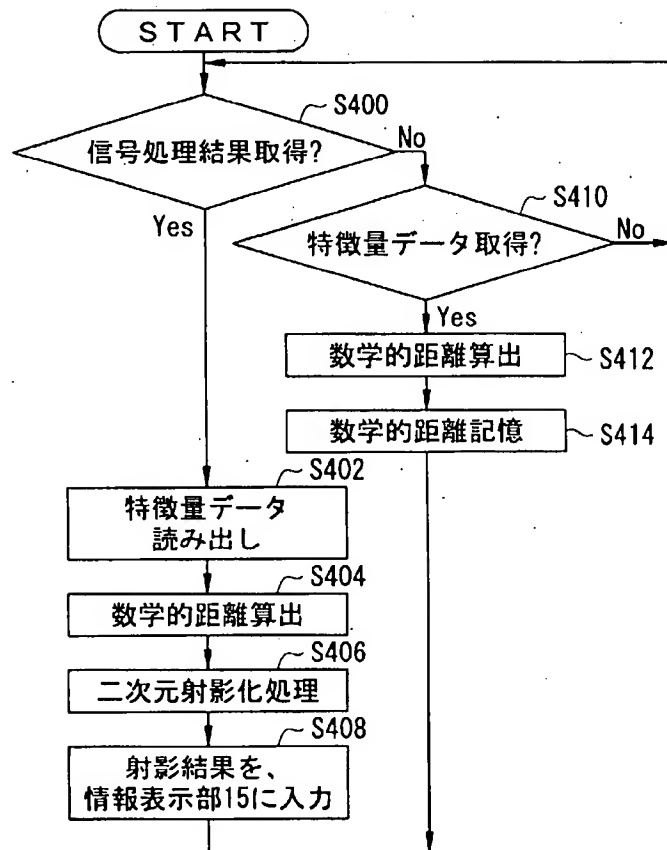 START
S400
信号処理結果取得?
No
Yes
S410
特徴量データ取得?
No
Yes
数学的距離算出
S412
数学的距離記憶
S414
S402
特徴量データ
読み出し
S404
数学的距離算出
S406
二次元射影化処理
S408
射影結果を、
情報表示部15に入力